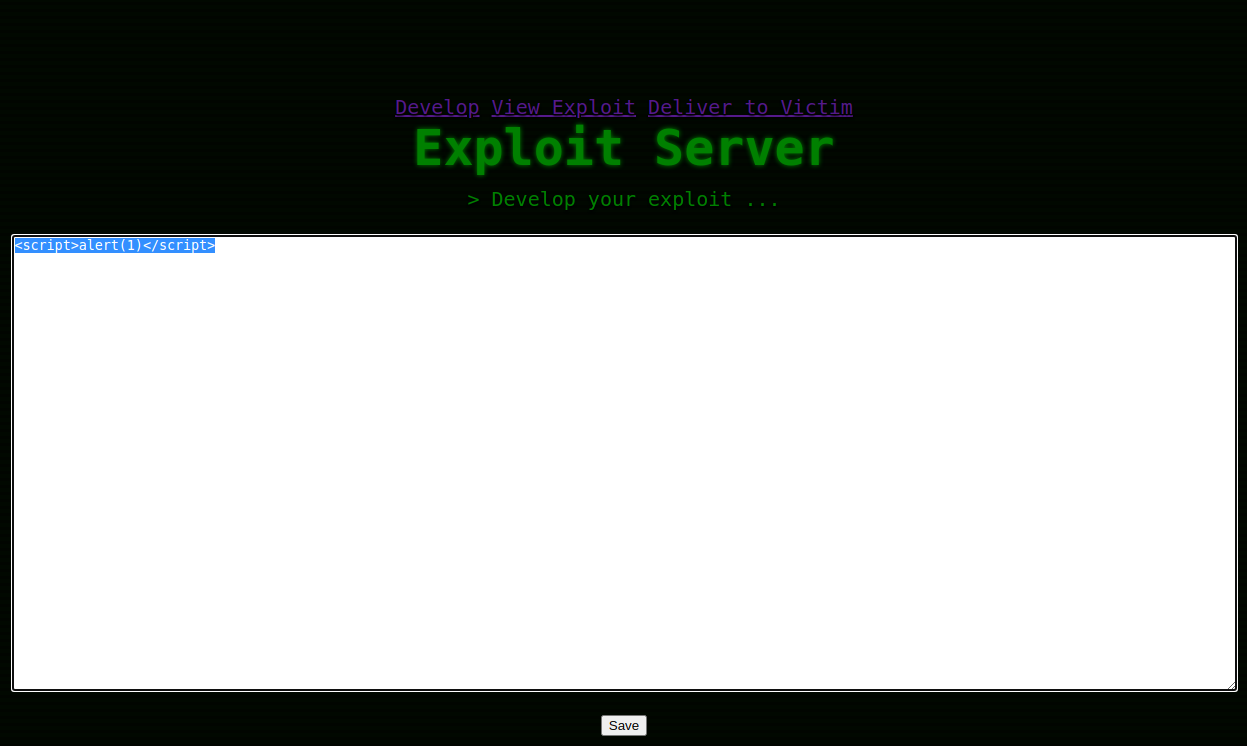 Develop View Exploit Deliver to Victim
Exploit Server
> Develop your exploit ...
<script>alert(1)</script>
Save